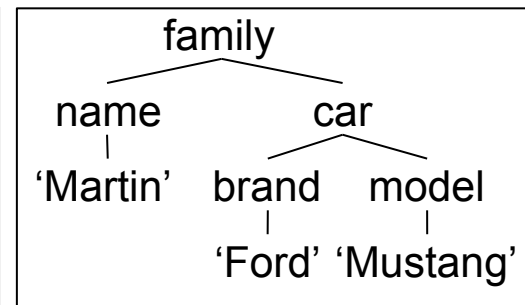 family
name car
‘Martin’ brand model
‘Ford’ ‘Mustang’